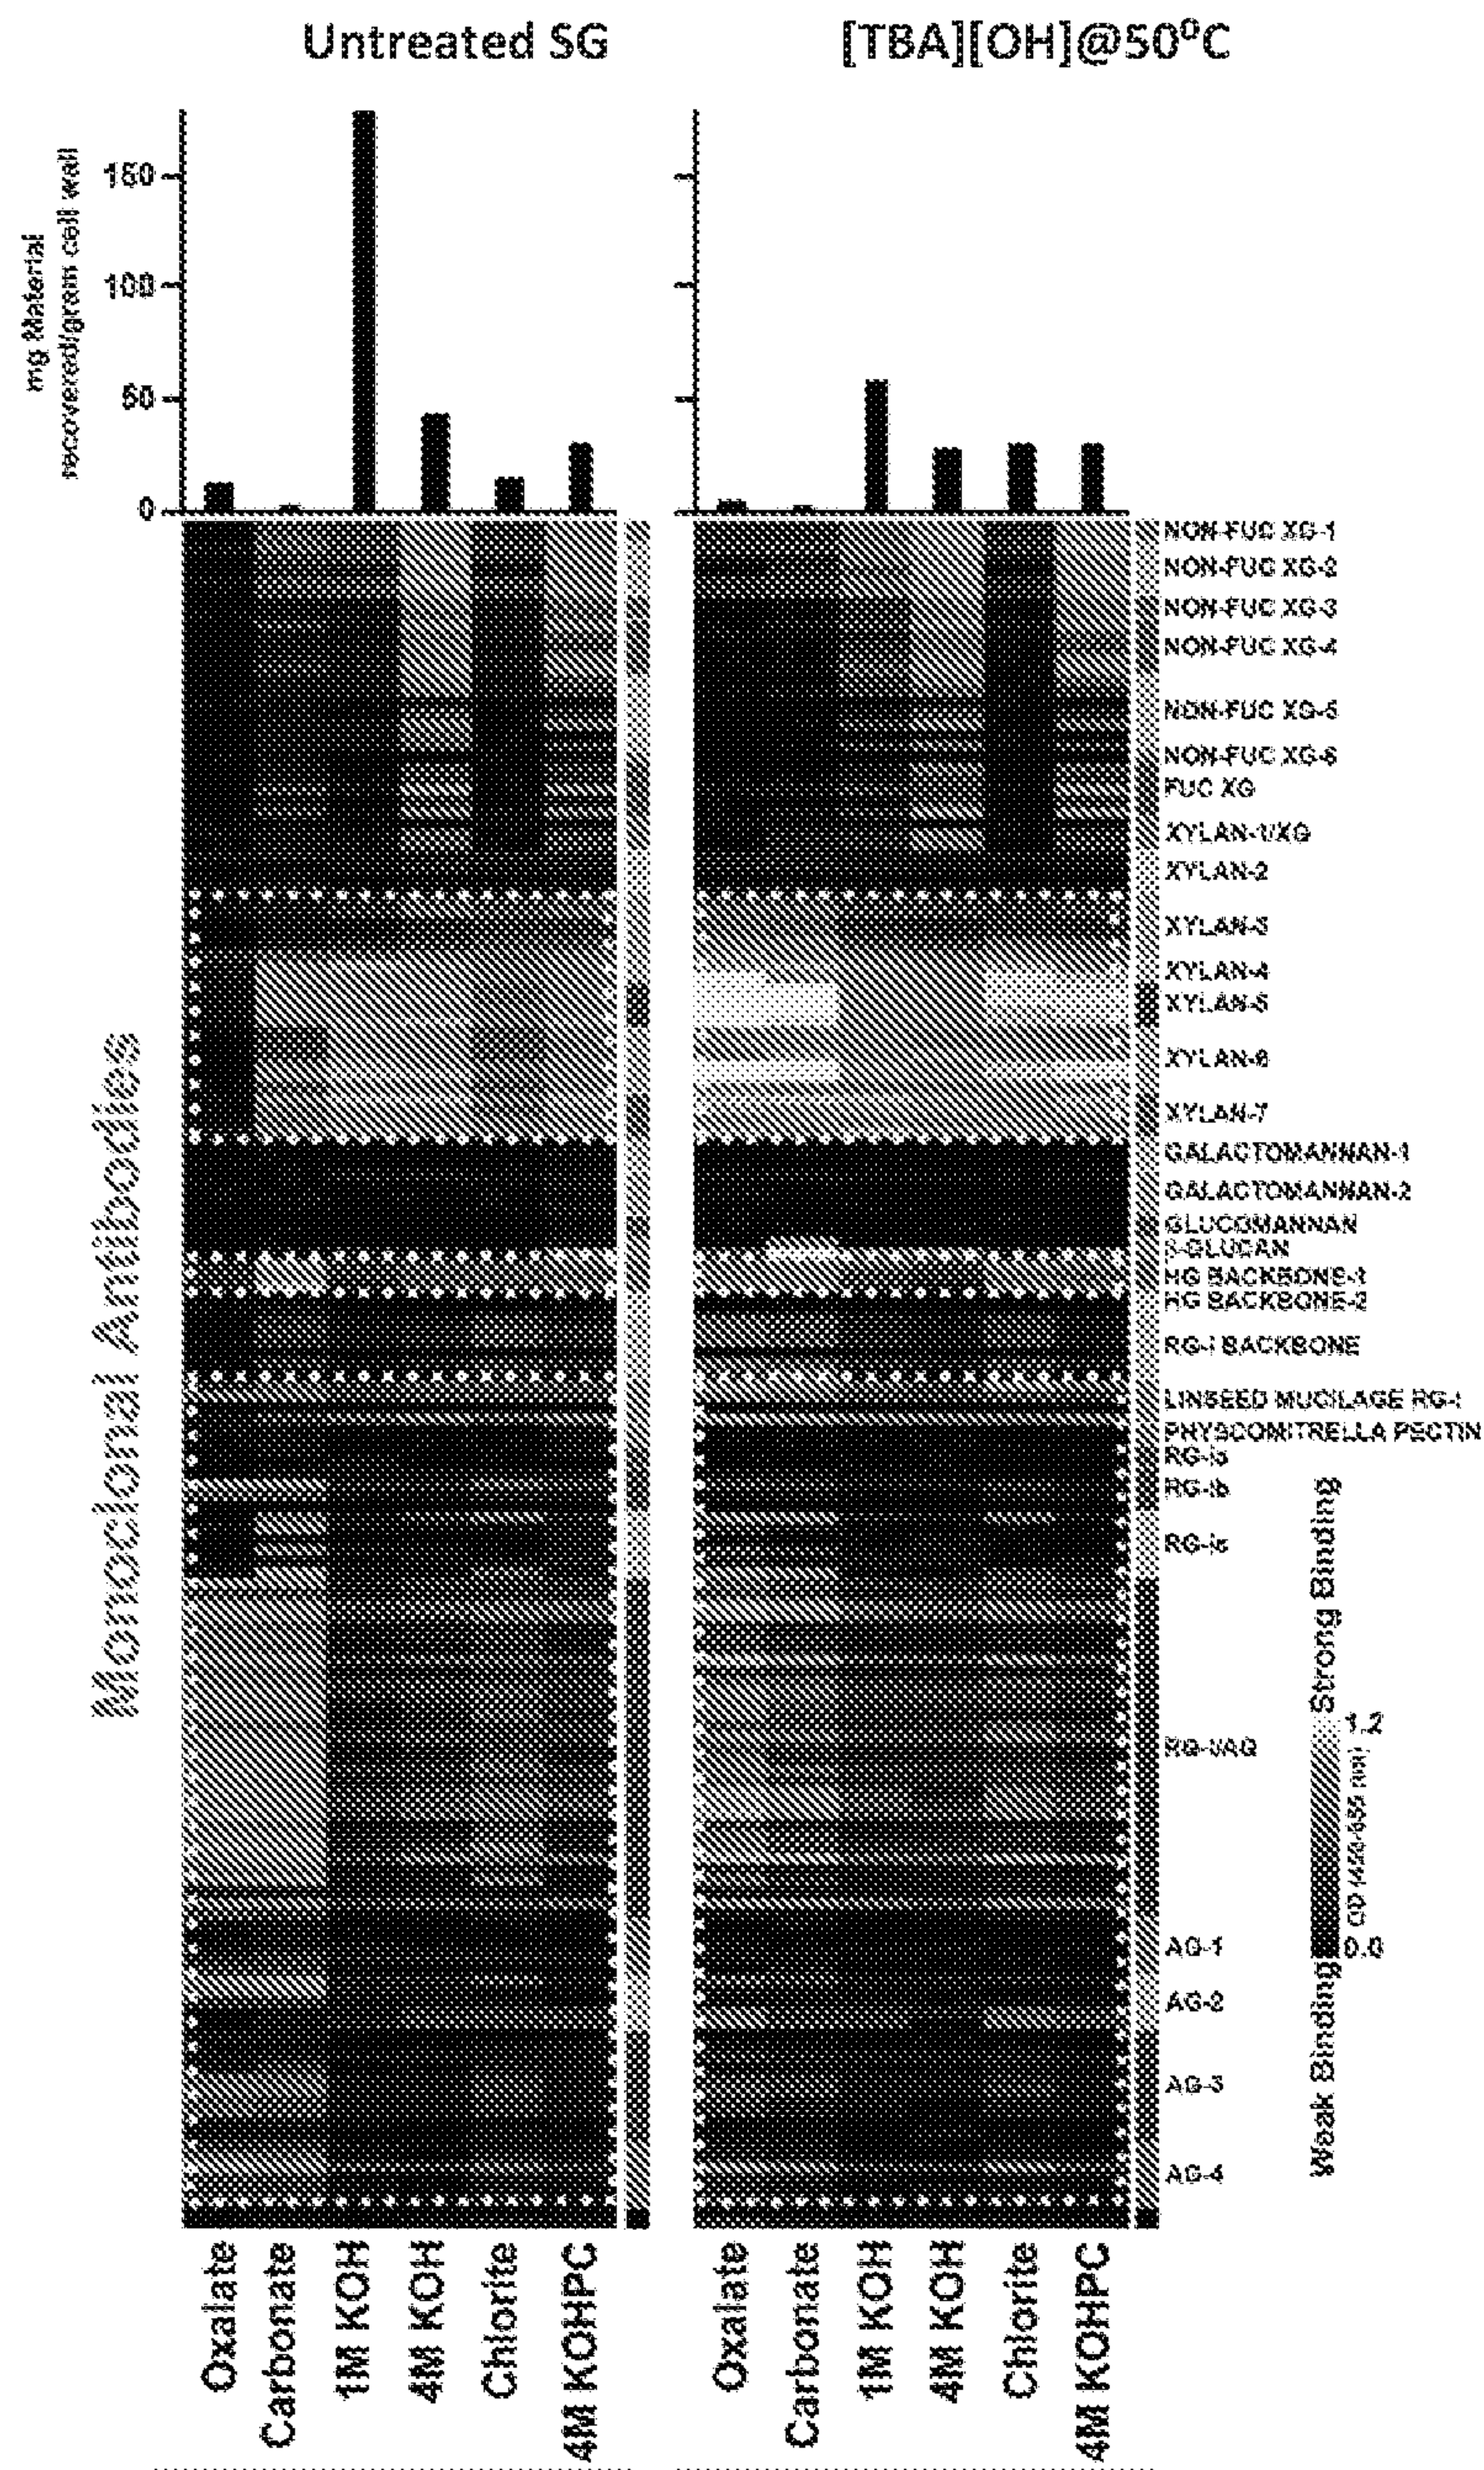 Untreated SG
[TBA][OH]@50⁰C
mg Material
recovered/gram cell wall
150
100
50
0
NON-FUC XG-1
NON-FUC XG-2
NON-FUC XG-3
NON-FUC XG-4
NON-FUC XG-5
NON-FUC XG-6
FUC XG
XYLAN-1/XG
XYLAN-2
XYLAN-3
XYLAN-4
XYLAN-5
XYLAN-6
XYLAN-7
GALACTOMANNAN-1
GALACTOMANNAN-2
GLUCOMANNAN
β-GLUCAN
HG BACKBONE-1
HG BACKBONE-2
RG-I BACKBONE
LINSEED MUCILAGE RG-I
PHYSCOMITRELLA PECTIN
RG-Ia
RG-Ib
RG-Ic
RG-I/AG
AG-1
AG-2
AG-3
AG-4
Monoclonal Antibodies
Strong Binding
1.2
OD (450-655 nm)
0.0
Weak Binding
Oxalate
Carbonate
1M KOH
4M KOH
Chlorite
4M KOHPC
Oxalate
Carbonate
1M KOH
4M KOH
Chlorite
4M KOHPC